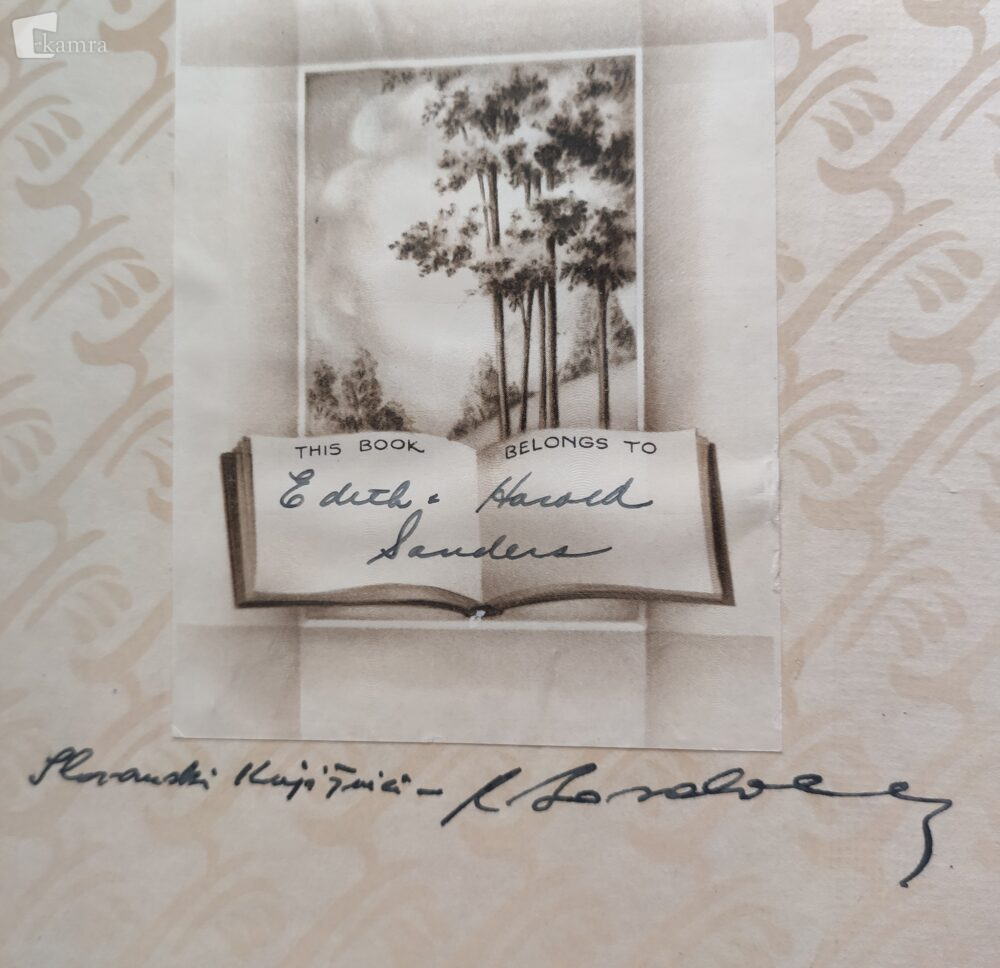 kamra
THIS BOOK BELONGS TO
Edith & Harold
Sanders
Slovanski Knjižnici –